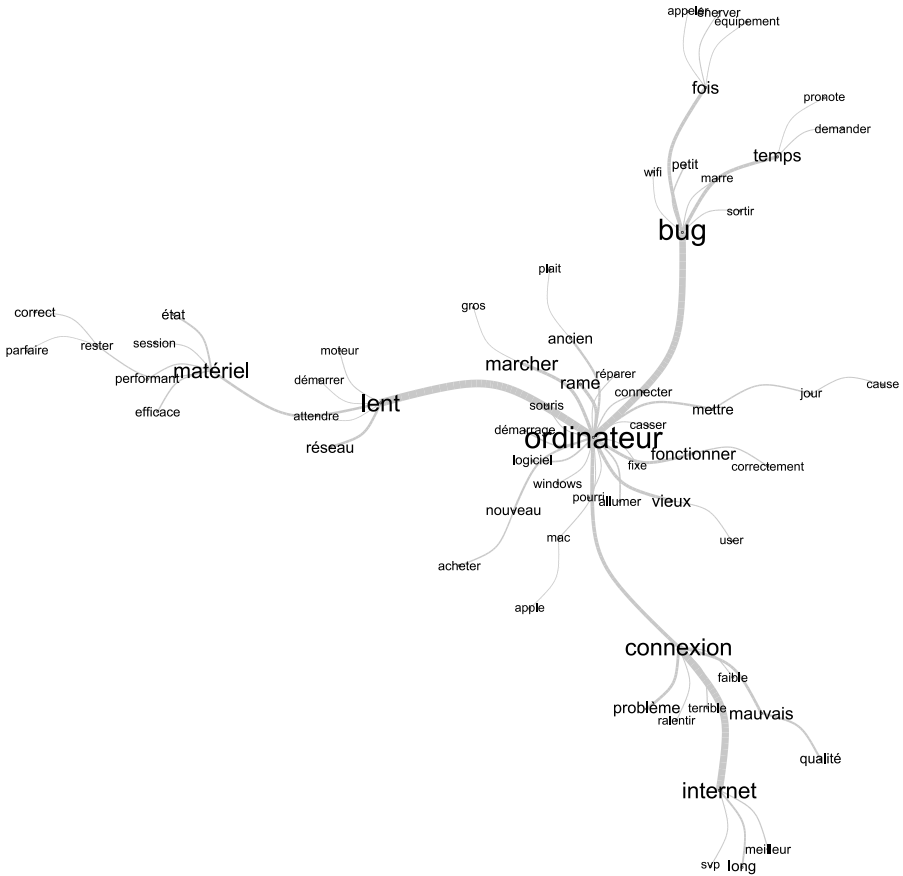 appeler
énerver
équipement
fois
pronote
demander
temps
petit
wifi
marre
sortir
bug
plait
gros
ancien
correct
état
parfaire
rester
session
matériel
performant
efficace
moteur
démarrer
lent
attendre
réseau
marcher
réparer
rame
connecter
souris
casser
démarrage
ordinateur
logiciel
fixe
windows
pourri
allumer
nouveau
mac
acheter
apple
mettre
jour
cause
fonctionner
correctement
vieux
user
connexion
faible
problème
terrible
ralentir
mauvais
qualité
internet
meilleur
svp
long